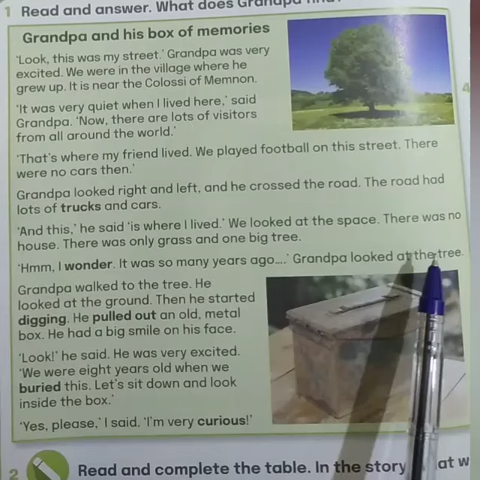 1 Read and answer. What does Grandpa find?
Grandpa and his box of memories
'Look, this was my street.' Grandpa was very
excited. We were in the village where he
grew up. It is near the Colossi of Memnon.
'It was very quiet when I lived here,' said
Grandpa. 'Now, there are lots of visitors
from all around the world.'
'That's where my friend lived. We played football on this street. There
were no cars then.'
Grandpa looked right and left, and he crossed the road. The road had
lots of trucks and cars.
'And this,' he said 'is where I lived.' We looked at the space. There was no
house. There was only grass and one big tree.
'Hmm, I wonder. It was so many years ago....' Grandpa looked at the tree.
Grandpa walked to the tree. He
looked at the ground. Then he started
digging. He pulled out an old, metal
box. He had a big smile on his face.
'Look!' he said. He was very excited.
'We were eight years old when we
buried this. Let's sit down and look
inside the box.'
'Yes, please,' I said. 'I'm very curious!'
2 Read and complete the table. In the story
4